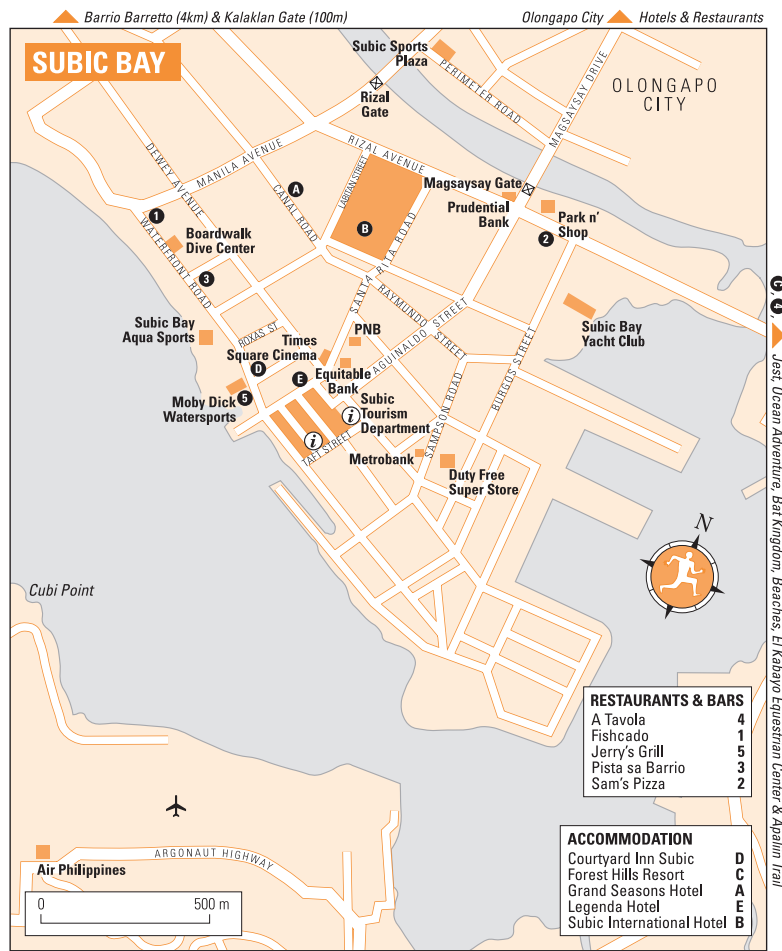 Barrio Barretto (4km) & Kalaklan Gate (100m)
Olongapo City
Hotels & Restaurants
SUBIC BAY
Subic Sports
Plaza
PERIMETER ROAD
MAGSAYSAY DRIVE
OLONGAPO
CITY
Rizal
Gate
RIZAL AVENUE
MANILA AVENUE
DEWEY AVENUE
LABITAN STREET
CANAL ROAD
A
Magsaysay Gate
Prudential
Bank
Park n'
Shop
1
B
2
WATERFRONT ROAD
Boardwalk
Dive Center
SANTA RITA ROAD
3
RAYMUNDO STREET
C, 4,
Jest, Ocean Adventure, Bat Kingdom, Beaches, El Kabayo Equestrian Center & Apalim Trail
Subic Bay
Aqua Sports
ROXAS ST
Times
Square Cinema
PNB
AGUINALDO STREET
Subic Bay
Yacht Club
D
E
Equitable
Bank
BURGOS STREET
Moby Dick
Watersports
5
Subic
Tourism
Department
i
i
TAFT STREET
SAMPSON ROAD
Metrobank
Duty Free
Super Store
N
Cubi Point
RESTAURANTS & BARS
A Tavola 4
Fishcado 1
Jerry's Grill 5
Pista sa Barrio 3
Sam's Pizza 2
ACCOMMODATION
Courtyard Inn Subic D
Forest Hills Resort C
Grand Seasons Hotel A
Legenda Hotel E
Subic International Hotel B
ARGONAUT HIGHWAY
Air Philippines
0 500 m